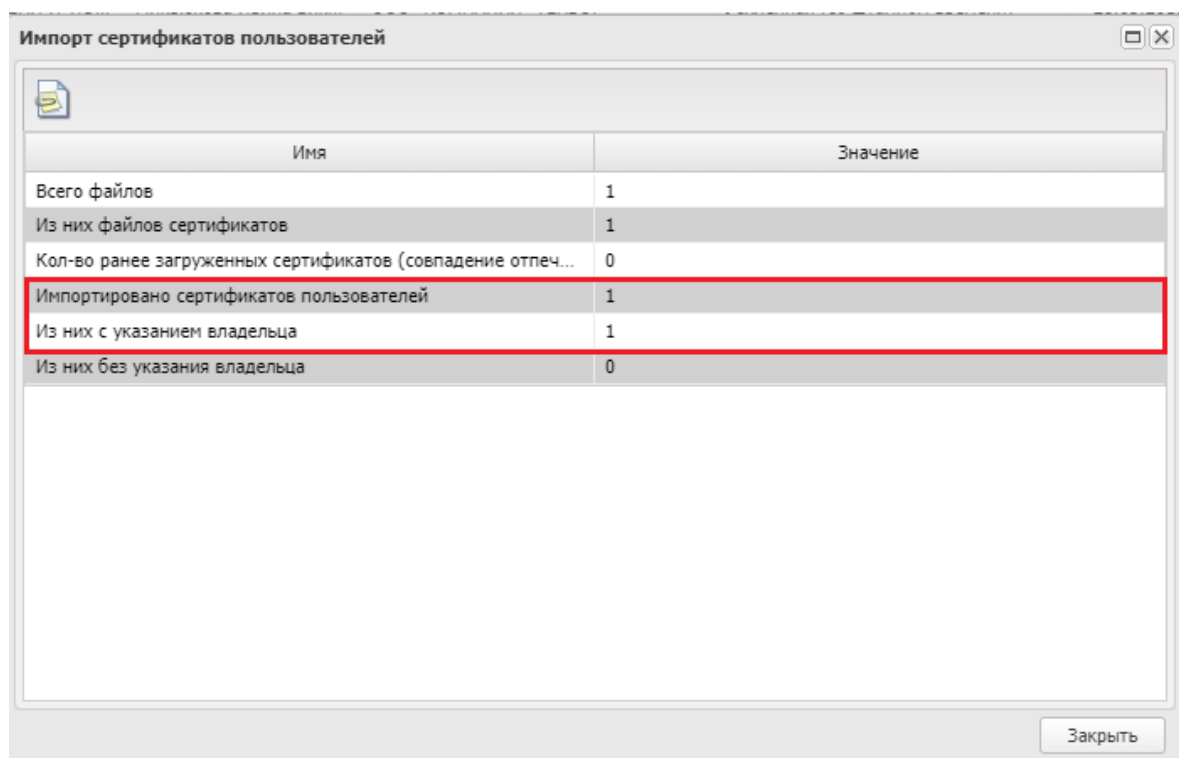 Импорт сертификатов пользователей
Имя Значение
Всего файлов 1
Из них файлов сертификатов 1
Кол-во ранее загруженных сертификатов (совпадение отпеч... 0
Импортировано сертификатов пользователей 1
Из них с указанием владельца 1
Из них без указания владельца 0
Закрыть